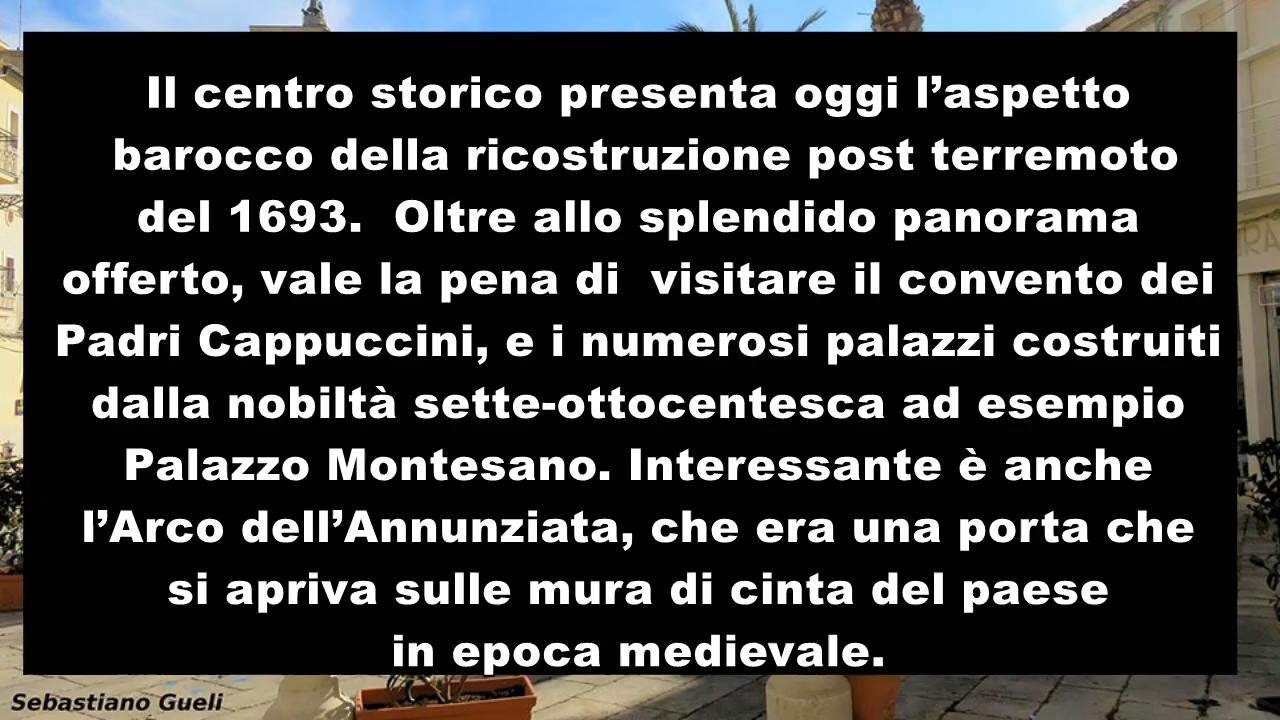 Il centro storico presenta oggi l’aspetto
barocco della ricostruzione post terremoto
del 1693.  Oltre allo splendido panorama
offerto, vale la pena di  visitare il convento dei
Padri Cappuccini, e i numerosi palazzi costruiti
dalla nobiltà sette-ottocentesca ad esempio
Palazzo Montesano. Interessante è anche
l’Arco dell’Annunziata, che era una porta che
si apriva sulle mura di cinta del paese
in epoca medievale.
Sebastiano Gueli